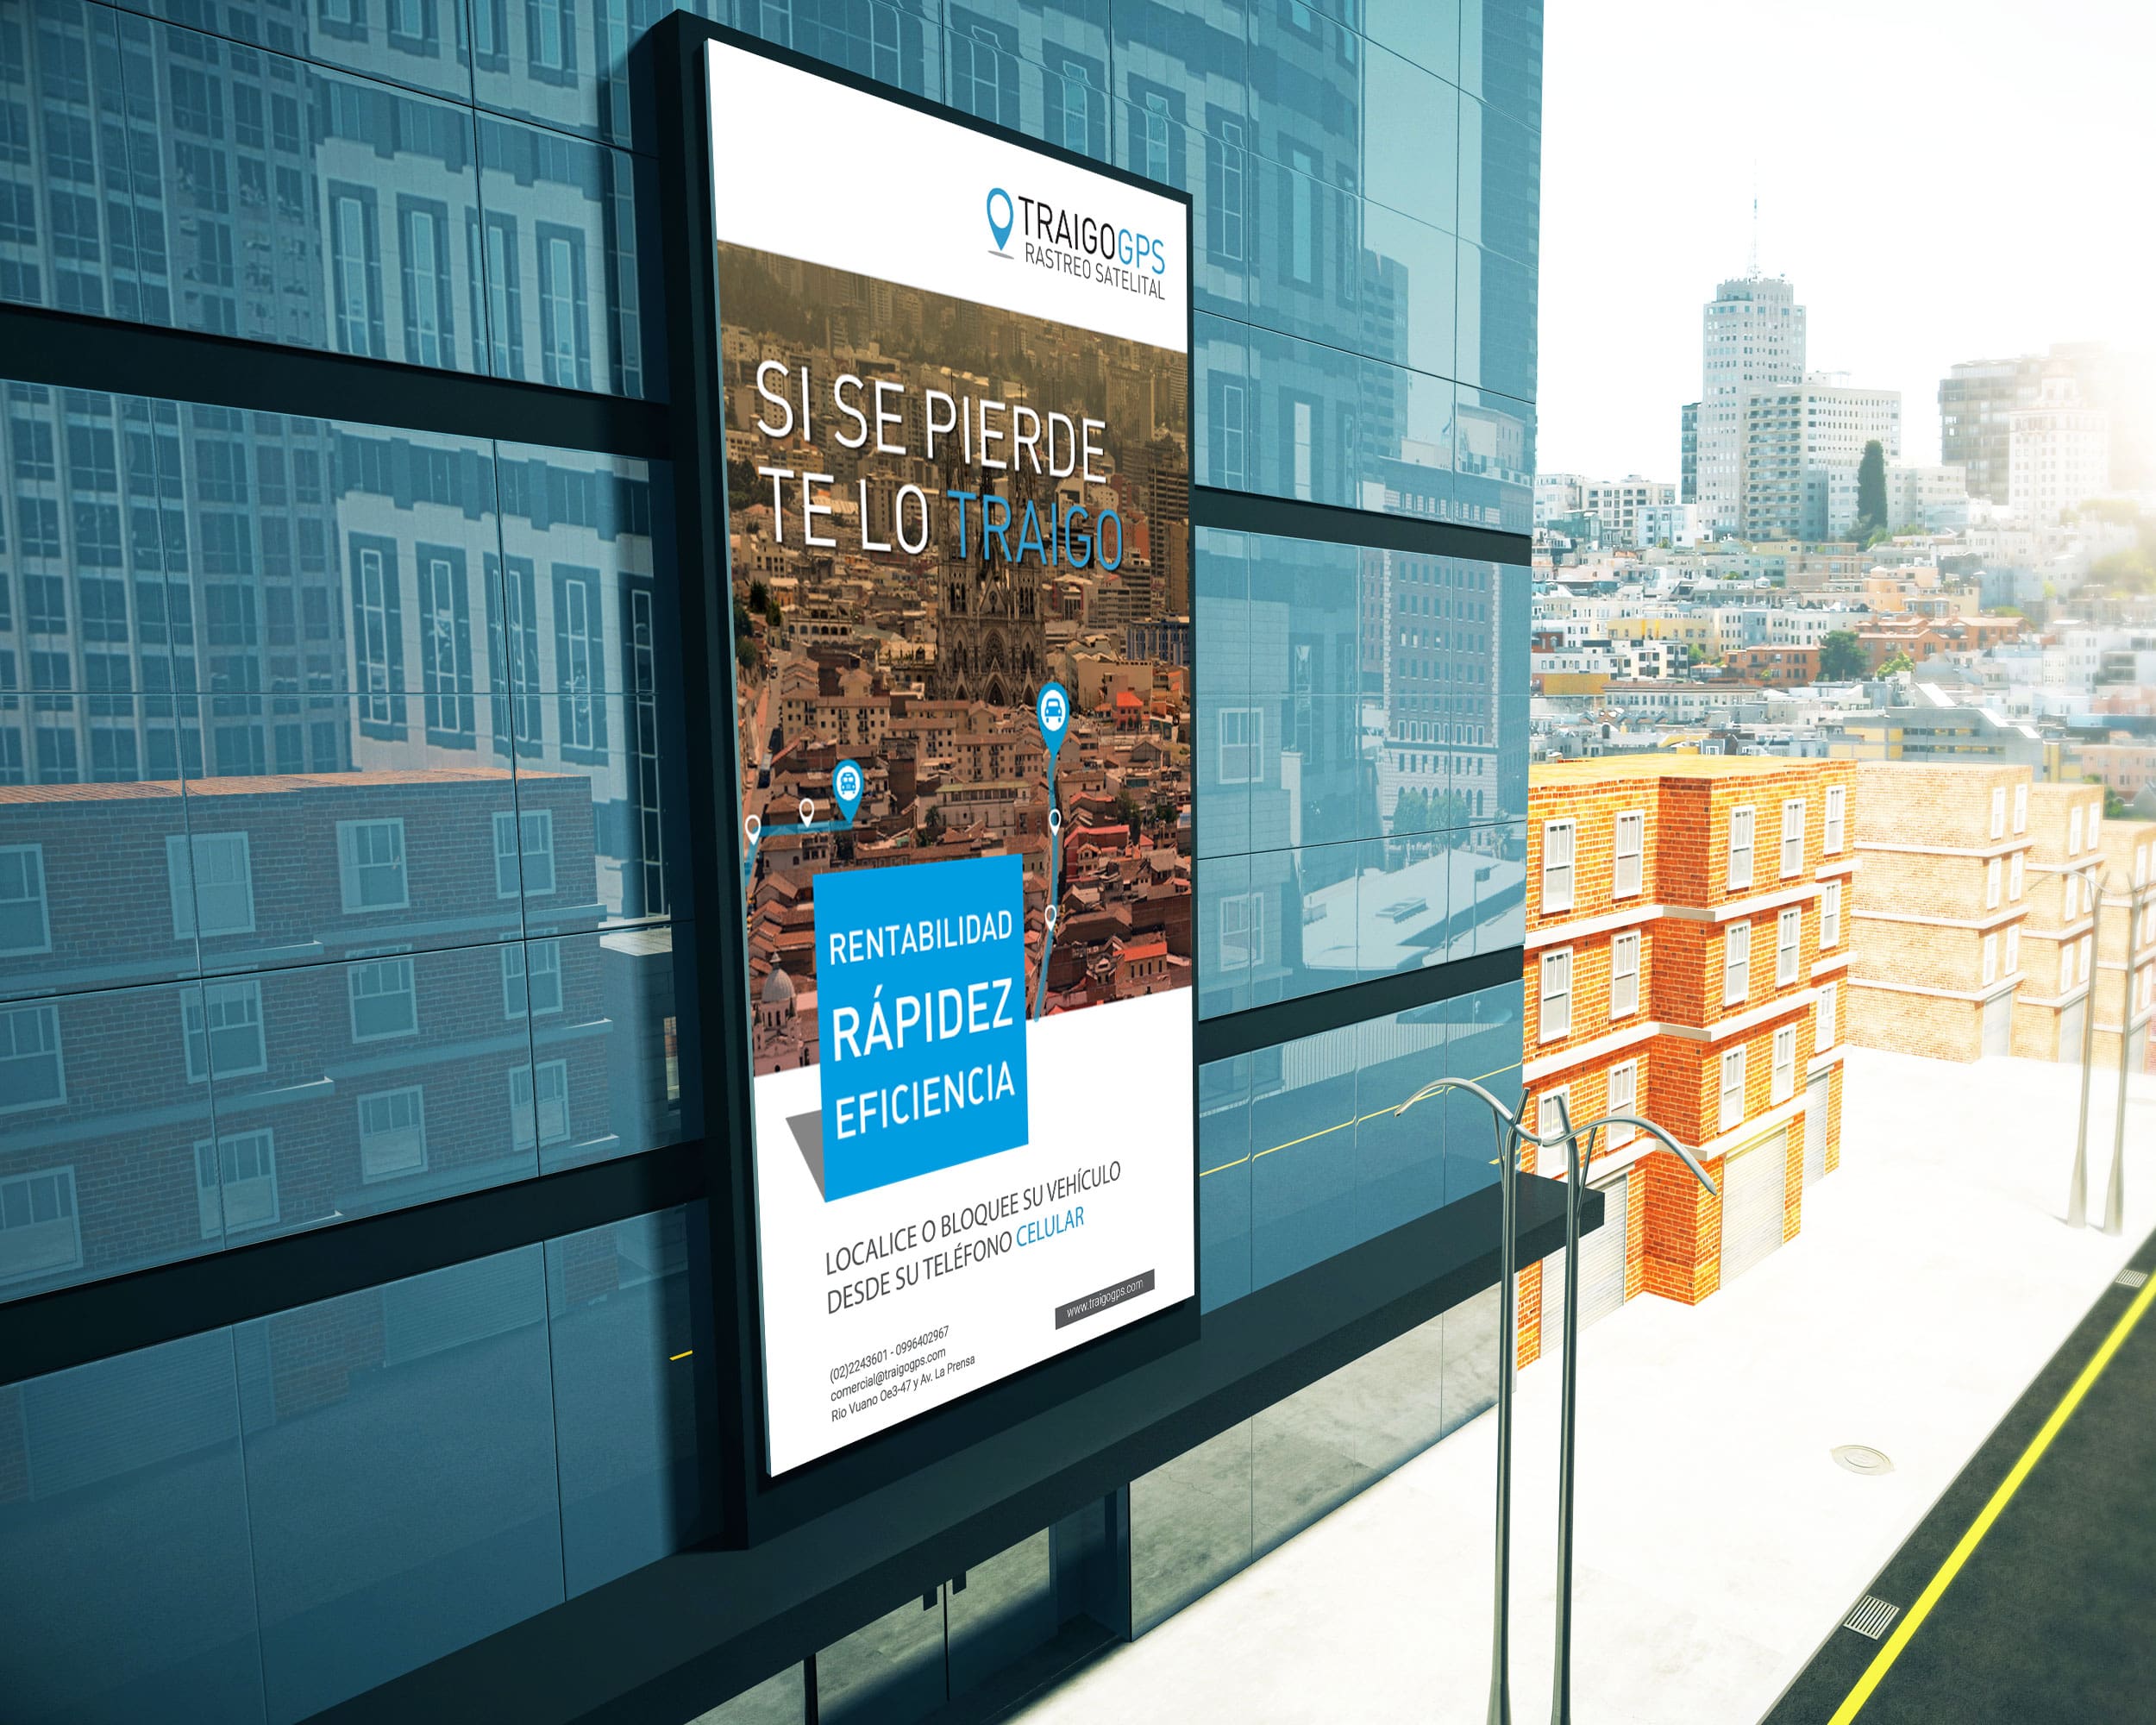 TRAIGOGPS
RASTREO SATELITAL
SI SE PIERDE
TE LO TRAIGO
RENTABILIDAD
RÁPIDEZ
EFICIENCIA
LOCALICE O BLOQUEE SU VEHÍCULO
DESDE SU TELÉFONO CELULAR
www.traigogps.com
(02)2243601 - 0996402967
comercial@traigogps.com
Rio Vuano Oe3-47 y Av. La Prensa